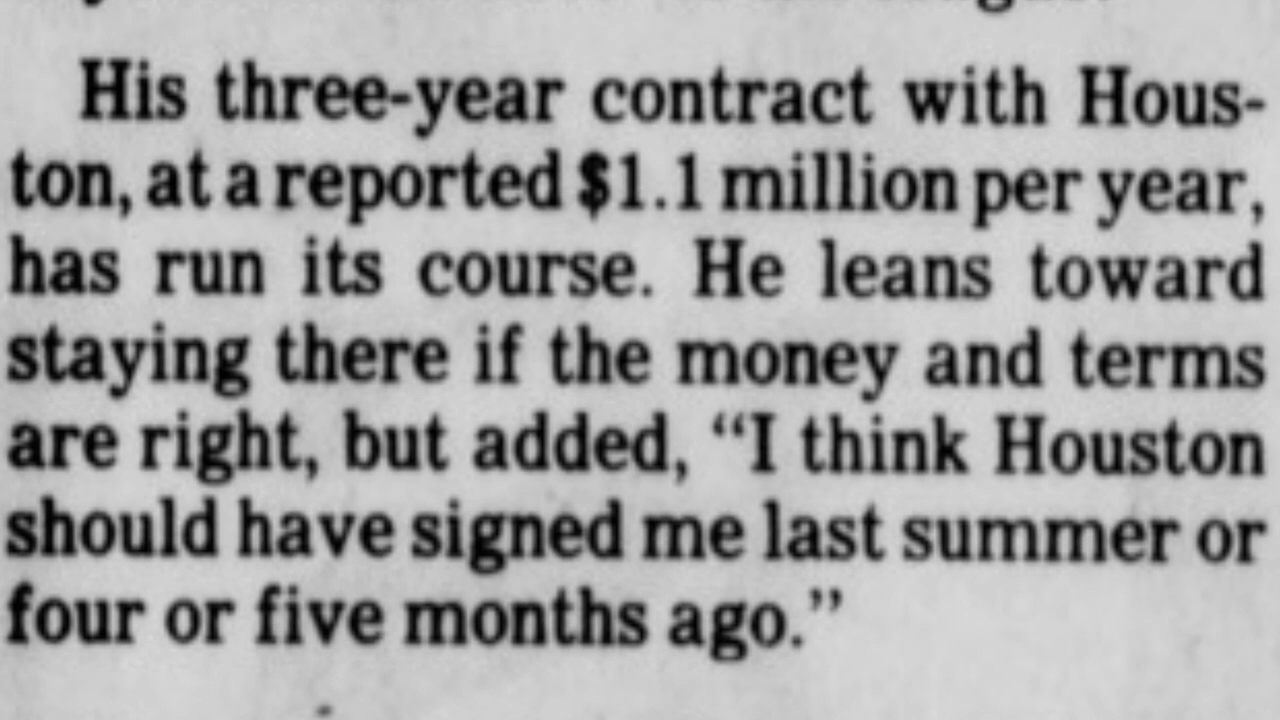 His three-year contract with Hous-
ton, at a reported $1.1 million per year,
has run its course. He leans toward
staying there if the money and terms
are right, but added, “I think Houston
should have signed me last summer or
four or five months ago.”